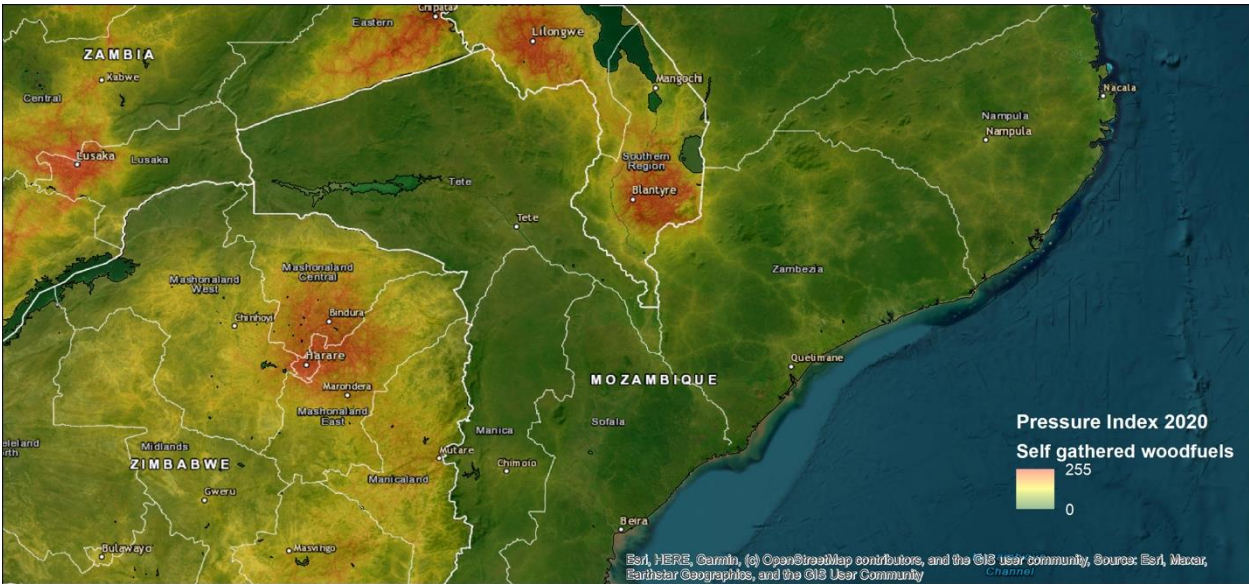 Chipata
Eastern
Lilongwe
ZAMBIA
Kabwe
Mangochi
Nacala
Central
Nampula
Nampula
Lusaka
Lusaka
Southern
Region
Tete
Blantyre
Tete
Zambezia
Mashonaland
Central
Mashonaland
West
Chinhoyi
Bindura
Harare
Quelimane
MOZAMBIQUE
Marondera
Mashonaland
East
Sofala
Manica
Pressure Index 2020
Self gathered woodfuels
255
0
eleland
rth
Midlands
ZIMBABWE
Mutare
Chimoio
Manicaland
Gweru
Beira
Bulawayo
Masvingo
Esri, HERE, Garmin, (c) OpenStreetMap contributors, and the GIS user community, Source: Esri, Maxar,
Earthstar Geographics, and the GIS User Community
Channel